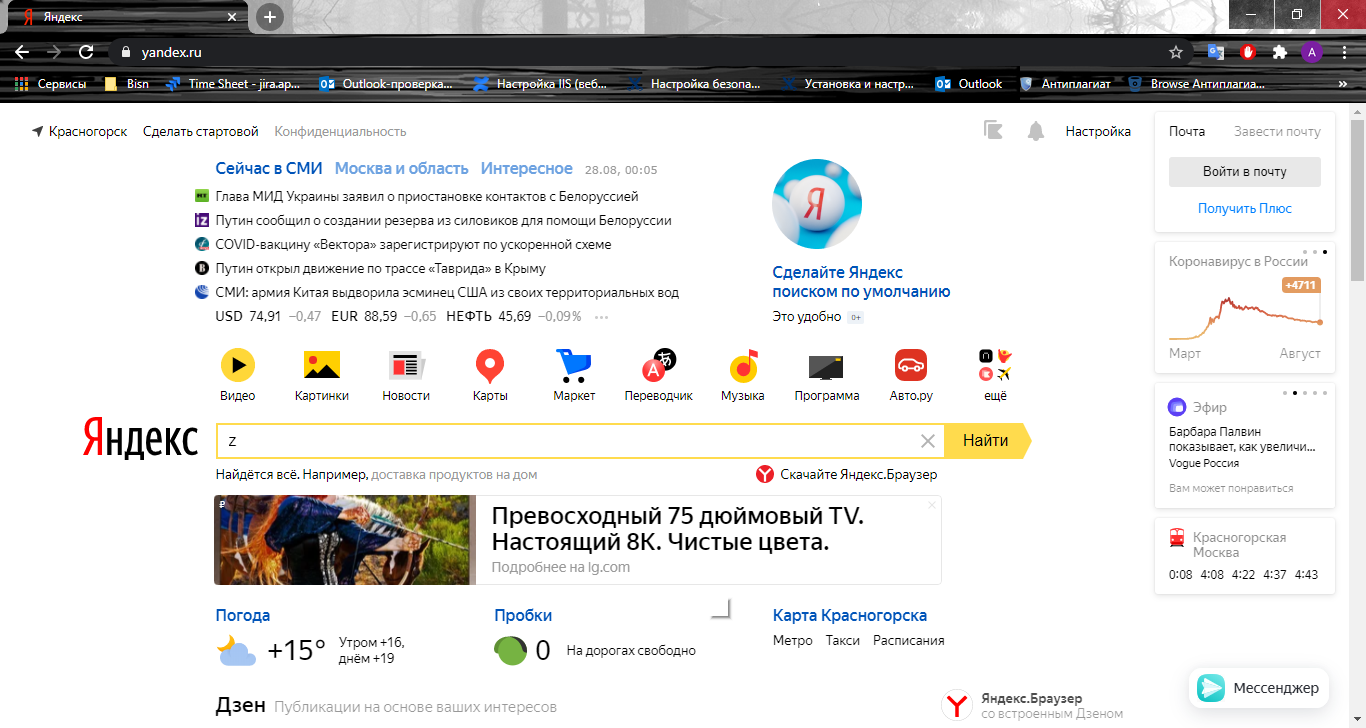 Яндекс
yandex.ru
A
Сервисы
Bisn
Time Sheet - jira.ap...
Outlook-проверка...
Настройка IIS (веб...
Настройка безопа...
Установка и настр...
Outlook
Антиплагиат
Browse Антиплагиа...
»
Красногорск Сделать стартовой Конфиденциальность
Настройка
Почта Завести почту
Войти в почту
Получить Плюс
Сейчас в СМИ Москва и область Интересное 28.08, 00:05
Глава МИД Украины заявил о приостановке контактов с Белоруссией
Путин сообщил о создании резерва из силовиков для помощи Белоруссии
COVID-вакцину «Вектора» зарегистрируют по ускоренной схеме
Путин открыл движение по трассе «Таврида» в Крыму
СМИ: армия Китая выдворила эсминец США из своих территориальных вод
USD 74,91 −0,47 EUR 88,59 −0,65 НЕФТЬ 45,69 −0,09% ···
Я
Сделайте Яндекс
поиском по умолчанию
Это удобно 0+
Коронавирус в России
+4711
Март Август
Видео
Картинки
Новости
Карты
Маркет
Переводчик
Музыка
Программа
Авто.ру
ещё
Эфир
Барбара Палвин
показывает, как увеличи...
Vogue Россия
Вам может понравиться
Яндекс
z
Найти
Найдётся всё. Например, доставка продуктов на дом
Скачайте Яндекс.Браузер
₽
Превосходный 75 дюймовый TV.
Настоящий 8K. Чистые цвета.
Подробнее на lg.com
Красногорская
Москва
0:08 4:08 4:22 4:37 4:43
Погода
+15°
Утром +16,
днём +19
Пробки
0 На дорогах свободно
Карта Красногорска
Метро Такси Расписания
Мессенджер
Дзен Публикации на основе ваших интересов
Яндекс.Браузер
со встроенным Дзеном